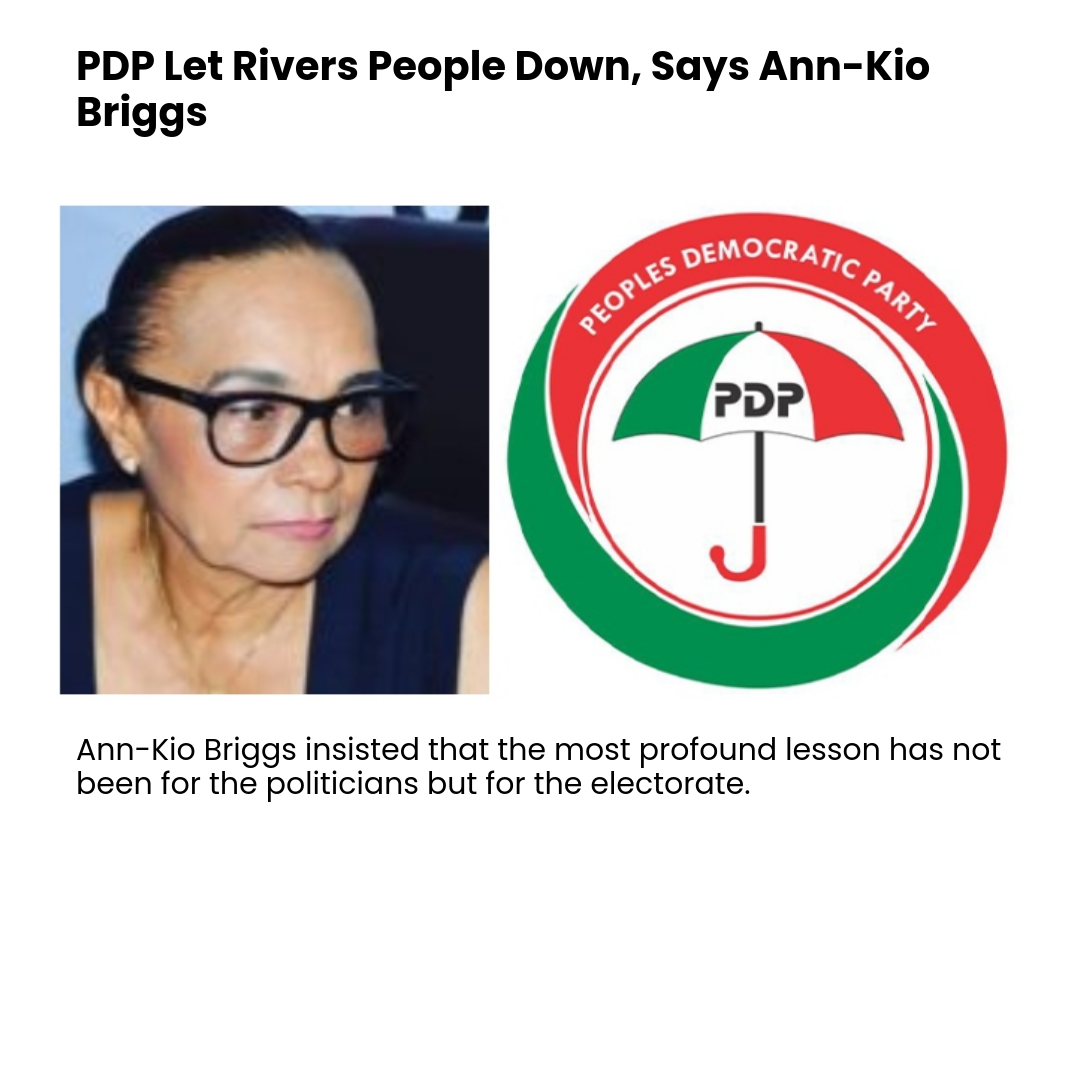 PDP Let Rivers People Down, Says Ann-Kio
Briggs
PEOPLES DEMOCRATIC PARTY
PDP
Ann-Kio Briggs insisted that the most profound lesson has not
been for the politicians but for the electorate.